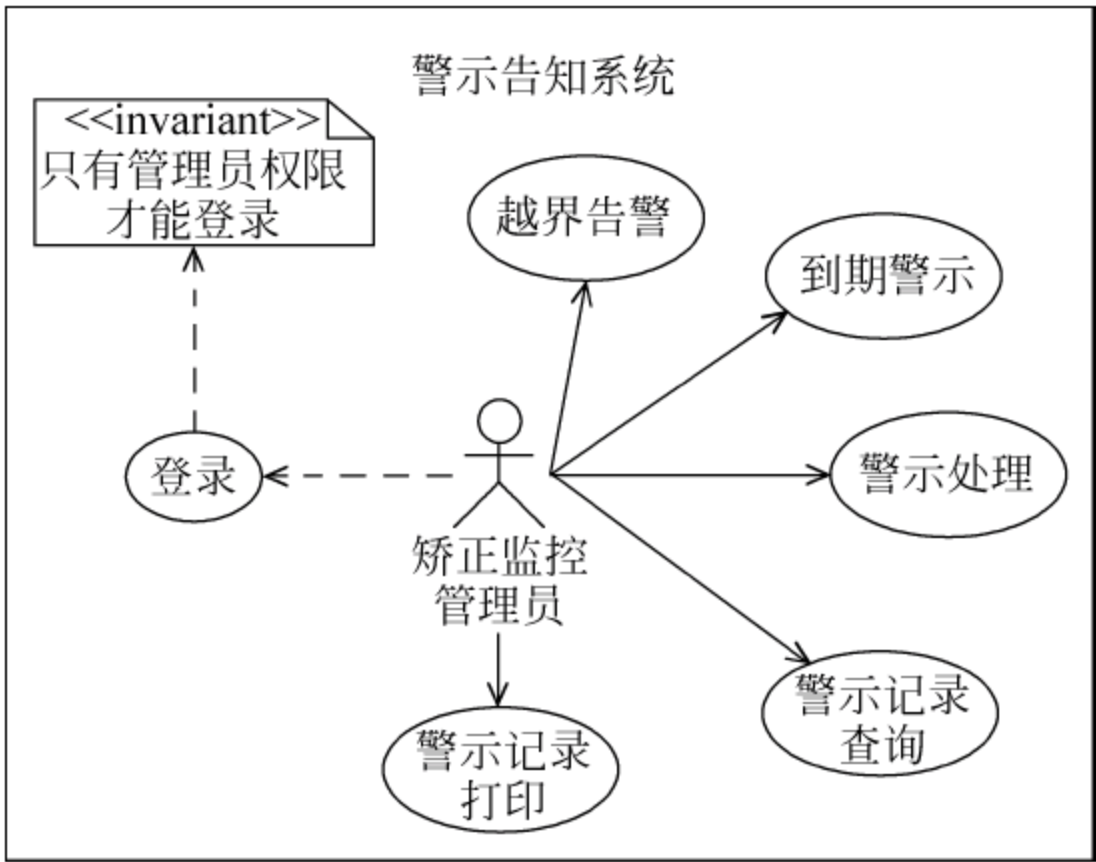 警示告知系统
<<invariant>>
只有管理员权限
才能登录
越界告警
到期警示
登录
警示处理
矫正监控
管理员
警示记录
查询
警示记录
打印